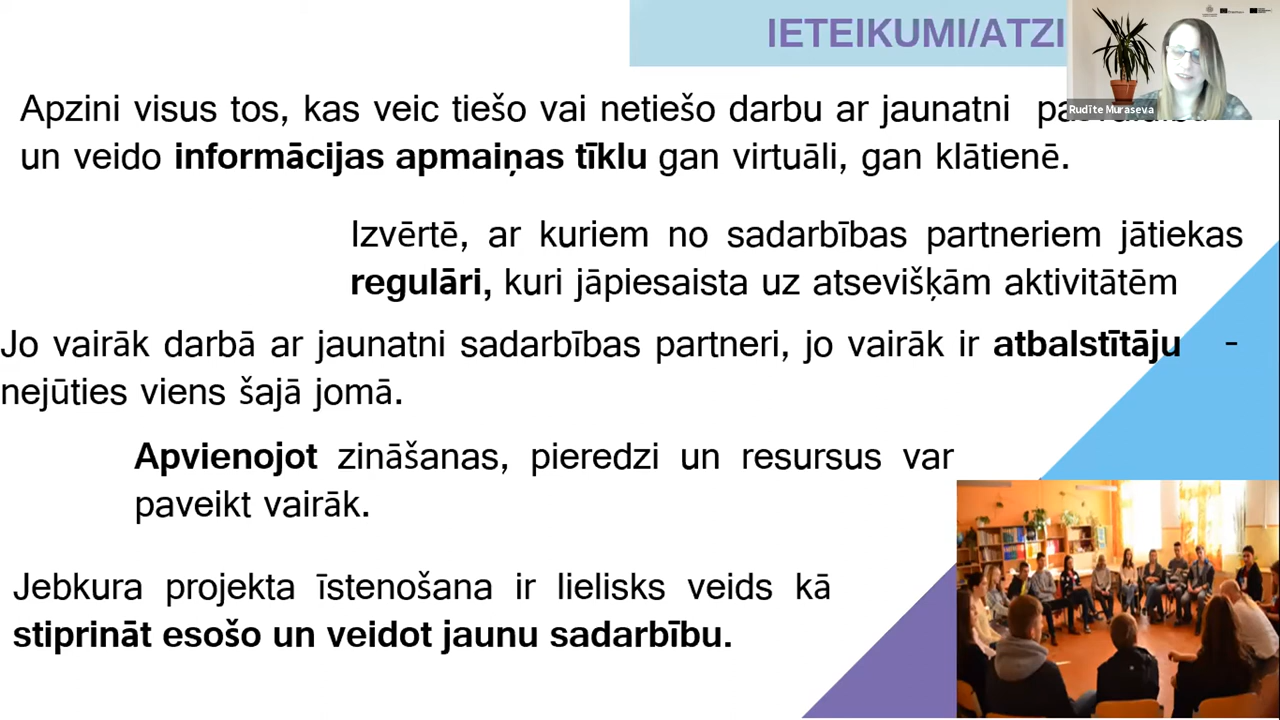 IETEIKUMI/ATZI
Rudīte Muraseva
Apzini visus tos, kas veic tiešo vai netiešo darbu ar jaunatni
un veido informācijas apmaiņas tīklu gan virtuāli, gan klātienē.
Izvērtē, ar kuriem no sadarbības partneriem jātiekas
regulāri, kuri jāpiesaista uz atsevišķām aktivitātēm
Jo vairāk darbā ar jaunatni sadarbības partneri, jo vairāk ir atbalstītāju -
nejūties viens šajā jomā.
Apvienojot zināšanas, pieredzi un resursus var
paveikt vairāk.
Jebkura projekta īstenošana ir lielisks veids kā
stiprināt esošo un veidot jaunu sadarbību.